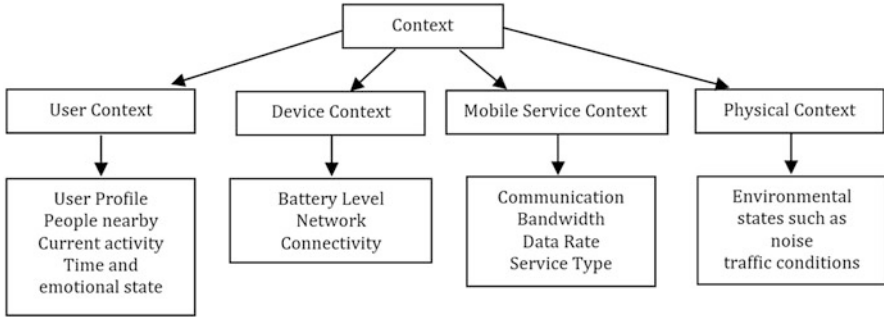 Context
User Context
Device Context
Mobile Service Context
Physical Context
User Profile
People nearby
Current activity
Time and
emotional state
Battery Level
Network
Connectivity
Communication
Bandwidth
Data Rate
Service Type
Environmental
states such as
noise
traffic conditions